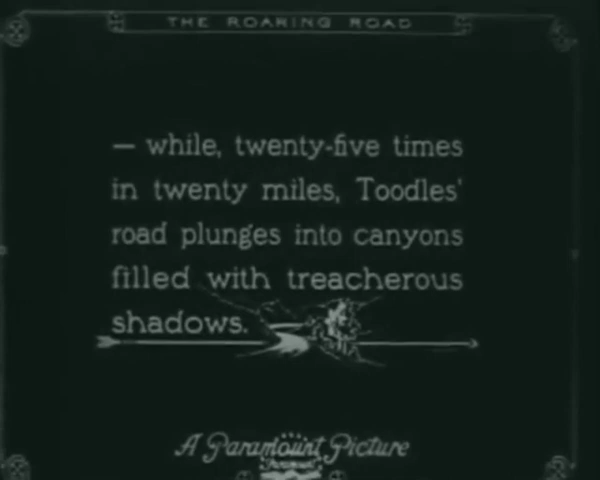 THE ROARING ROAD
— while, twenty-five times
in twenty miles, Toodles'
road plunges into canyons
filled with treacherous
shadows.
A Paramount Picture
Paramount